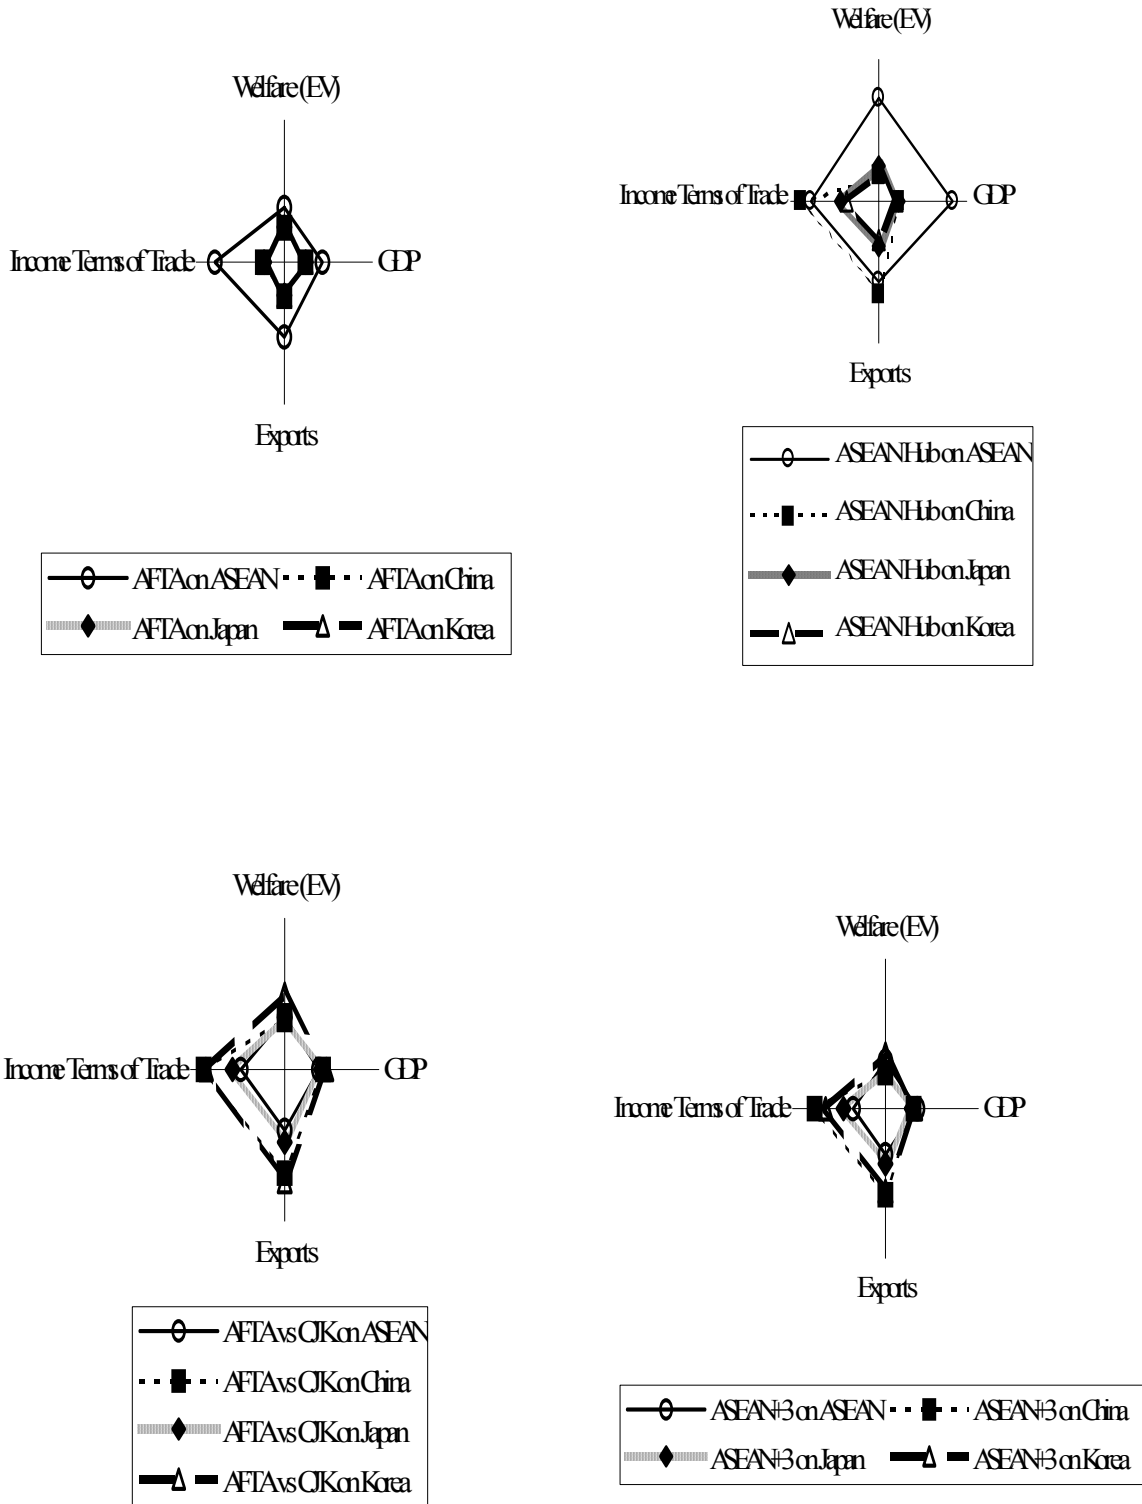 Welfare (EV)
Income Terms of Trade
GDP
Exports
AFTA on ASEAN
AFTA on China
AFTA on Japan
AFTA on Korea
Welfare (EV)
Income Terms of Trade
GDP
Exports
ASEAN Hub on ASEAN
ASEAN Hub on China
ASEAN Hub on Japan
ASEAN Hub on Korea
Welfare (EV)
Income Terms of Trade
GDP
Exports
AFTA vs CJK on ASEAN
AFTA vs CJK on China
AFTA vs CJK on Japan
AFTA vs CJK on Korea
Welfare (EV)
Income Terms of Trade
GDP
Exports
ASEAN+3 on ASEAN
ASEAN+3 on China
ASEAN+3 on Japan
ASEAN+3 on Korea